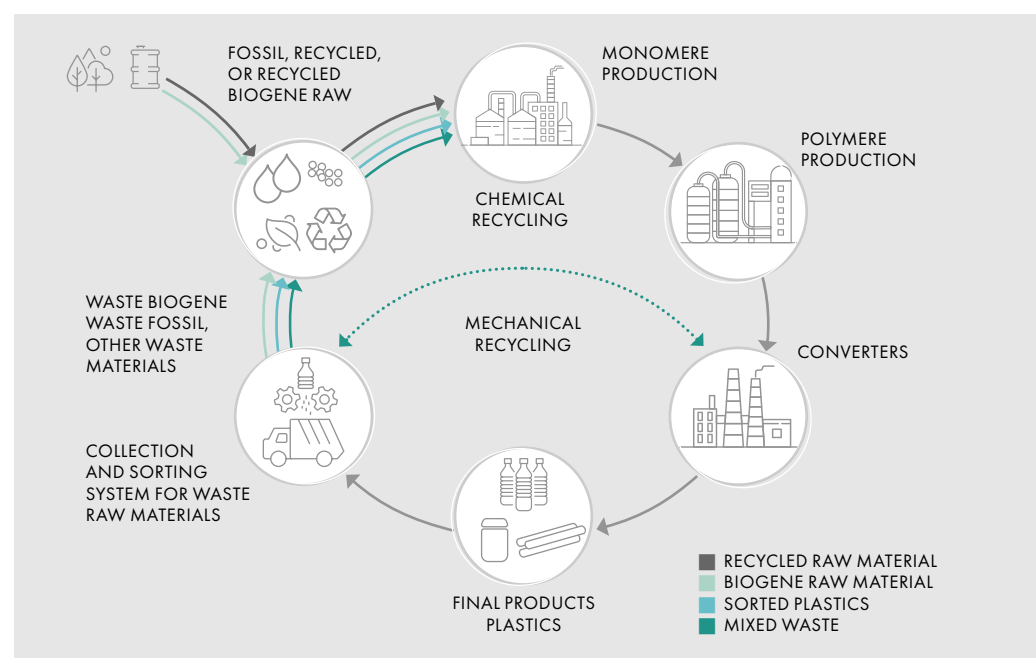 FOSSIL, RECYCLED,
OR RECYCLED
BIOGENE RAW
MONOMERE
PRODUCTION
POLYMERE
PRODUCTION
CHEMICAL
RECYCLING
WASTE BIOGENE
WASTE FOSSIL,
OTHER WASTE
MATERIALS
MECHANICAL
RECYCLING
CONVERTERS
COLLECTION
AND SORTING
SYSTEM FOR WASTE
RAW MATERIALS
FINAL PRODUCTS
PLASTICS
RECYCLED RAW MATERIAL
BIOGENE RAW MATERIAL
SORTED PLASTICS
MIXED WASTE